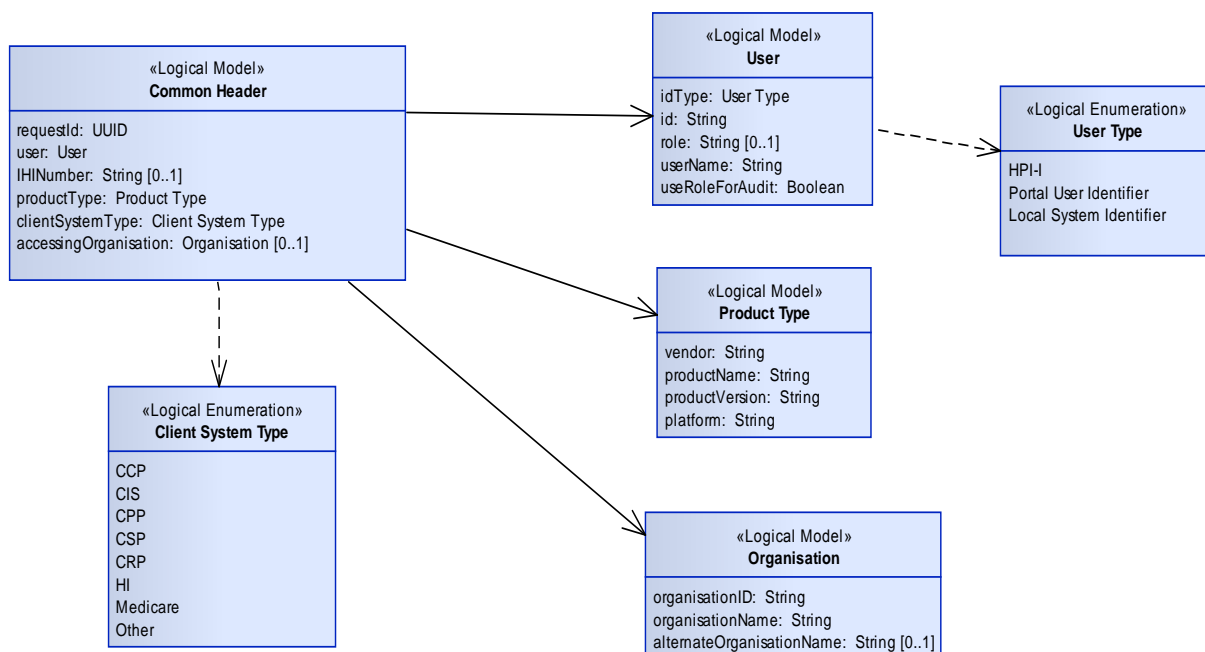 «Logical Model»
Common Header
requestId: UUID
user: User
IHINumber: String [0..1]
productType: Product Type
clientSystemType: Client System Type
accessingOrganisation: Organisation [0..1]
«Logical Model»
User
idType: User Type
id: String
role: String [0..1]
userName: String
useRoleForAudit: Boolean
«Logical Enumeration»
User Type
HPI-I
Portal User Identifier
Local System Identifier
«Logical Model»
Product Type
vendor: String
productName: String
productVersion: String
platform: String
«Logical Enumeration»
Client System Type
CCP
CIS
CPP
CSP
CRP
HI
Medicare
Other
«Logical Model»
Organisation
organisationID: String
organisationName: String
alternateOrganisationName: String [0..1]